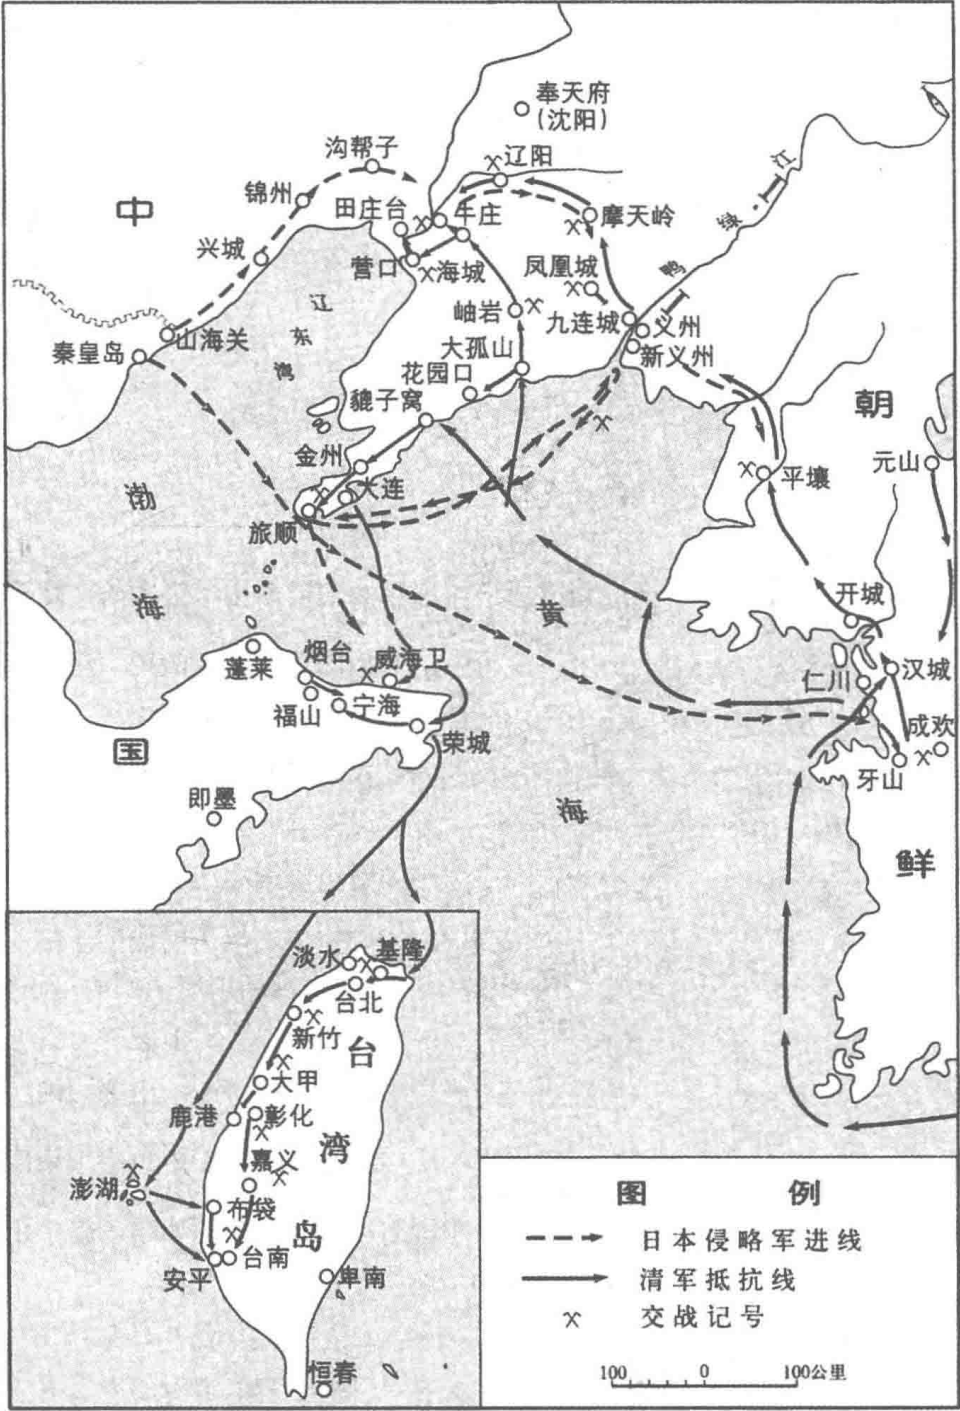 奉天府
(沈阳)
沟帮子
辽阳
锦州
中
田庄台
牛庄
摩天岭
绿
江
兴城
营口
海城
凤凰城
鸭
辽
东
湾
岫岩
九连城
义州
山海关
秦皇岛
大孤山
新义州
花园口
貔子窝
朝
金州
元山
平壤
大连
渤
旅顺
海
黄
开城
烟台
威海卫
蓬莱
汉城
仁川
福山
宁海
成欢
国
荣城
牙山
即墨
海
鲜
淡水
基隆
台北
新竹
台
大甲
鹿港
彰化
湾
嘉义
澎湖
布袋
岛
台南
安平
卑南
恒春
图 例
日本侵略军进线
清军抵抗线
交战记号
100 0 100公里